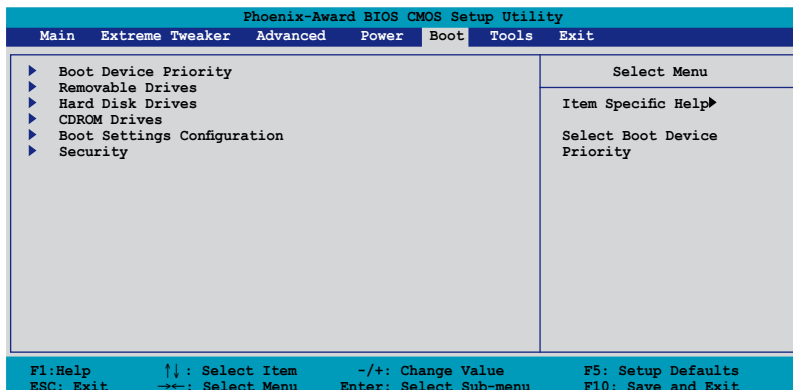 Phoenix-Award BIOS CMOS Setup Utility
Main Extreme Tweaker Advanced Power Boot Tools Exit
Boot Device Priority
Removable Drives
Hard Disk Drives
CDROM Drives
Boot Settings Configuration
Security
Select Menu
Item Specific Help
Select Boot Device
Priority
F1:Help ↑↓: Select Item -/+: Change Value F5: Setup Defaults
ESC: Exit →←: Select Menu Enter: Select Sub-menu F10: Save and Exit